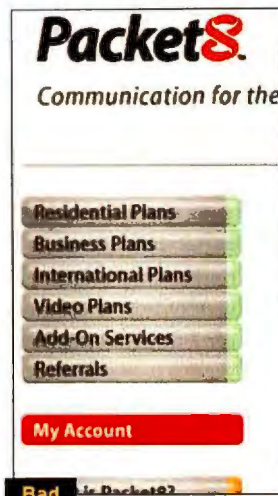 Packet8.
Communication for the
Residential Plans
Business Plans
International Plans
Video Plans
Add-On Services
Referrals
My Account
Bad
is Packet8?